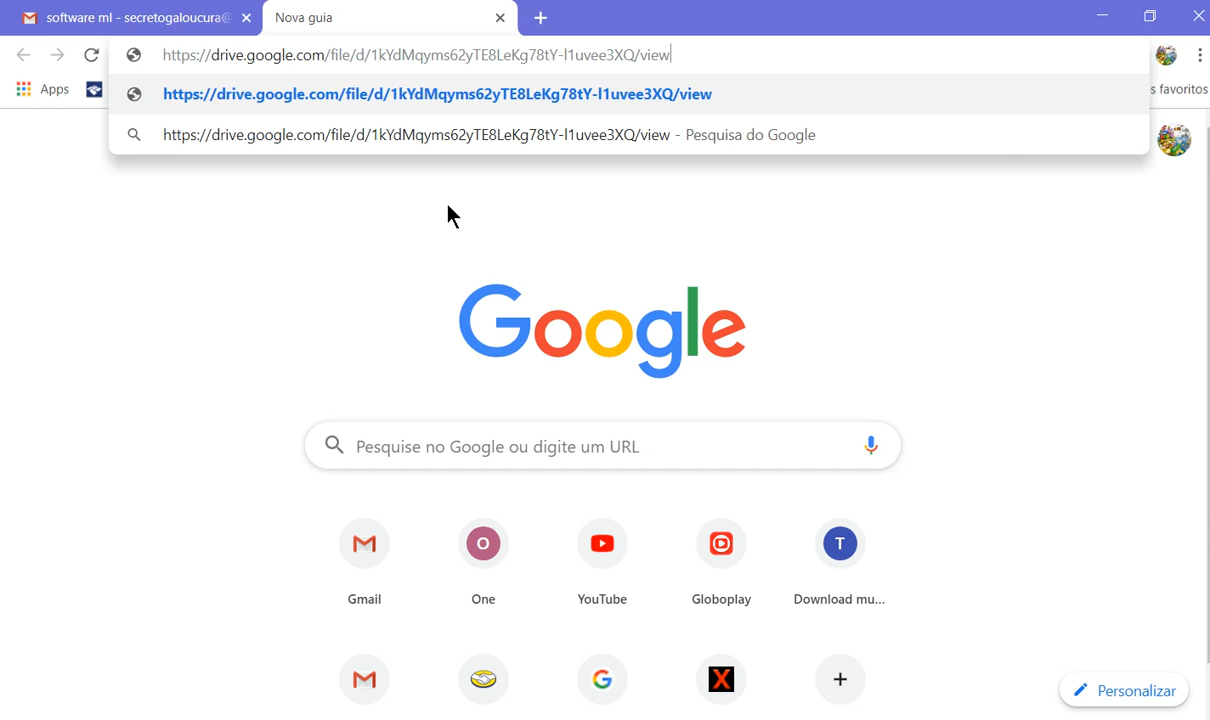 software ml - secretogaloucura@
Nova guia
https://drive.google.com/file/d/1kYdMqyms62yTE8LeKg78tY-l1uvee3XQ/view
Apps
s favoritos
https://drive.google.com/file/d/1kYdMqyms62yTE8LeKg78tY-l1uvee3XQ/view
https://drive.google.com/file/d/1kYdMqyms62yTE8LeKg78tY-l1uvee3XQ/view - Pesquisa do Google
Google
Pesquise no Google ou digite um URL
O
T
Gmail
One
YouTube
Globoplay
Download mu...
X
Personalizar